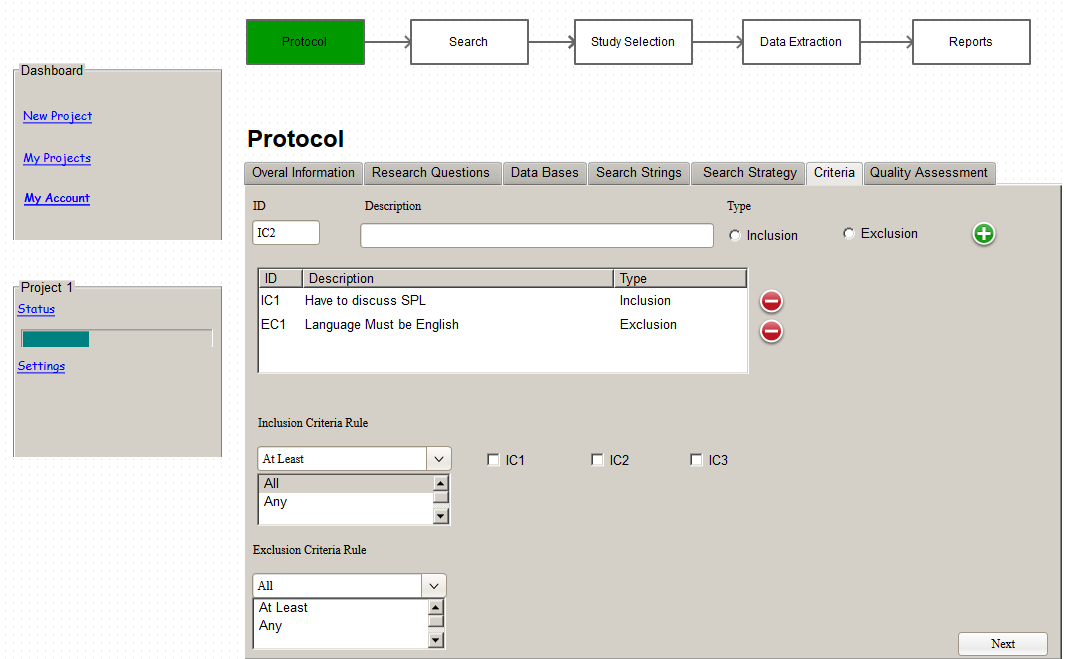 Protocol
Search
Study Selection
Data Extraction
Reports
Dashboard
New Project
My Projects
My Account
Project 1
Status
Settings
Protocol
Overal Information
Research Questions
Data Bases
Search Strings
Search Strategy
Criteria
Quality Assessment
ID
Description
Type
IC2
Inclusion
Exclusion
ID Description Type
IC1 Have to discuss SPL Inclusion
EC1 Language Must be English Exclusion
Inclusion Criteria Rule
At Least
IC1
IC2
IC3
All
Any
Exclusion Criteria Rule
All
At Least
Any
Next